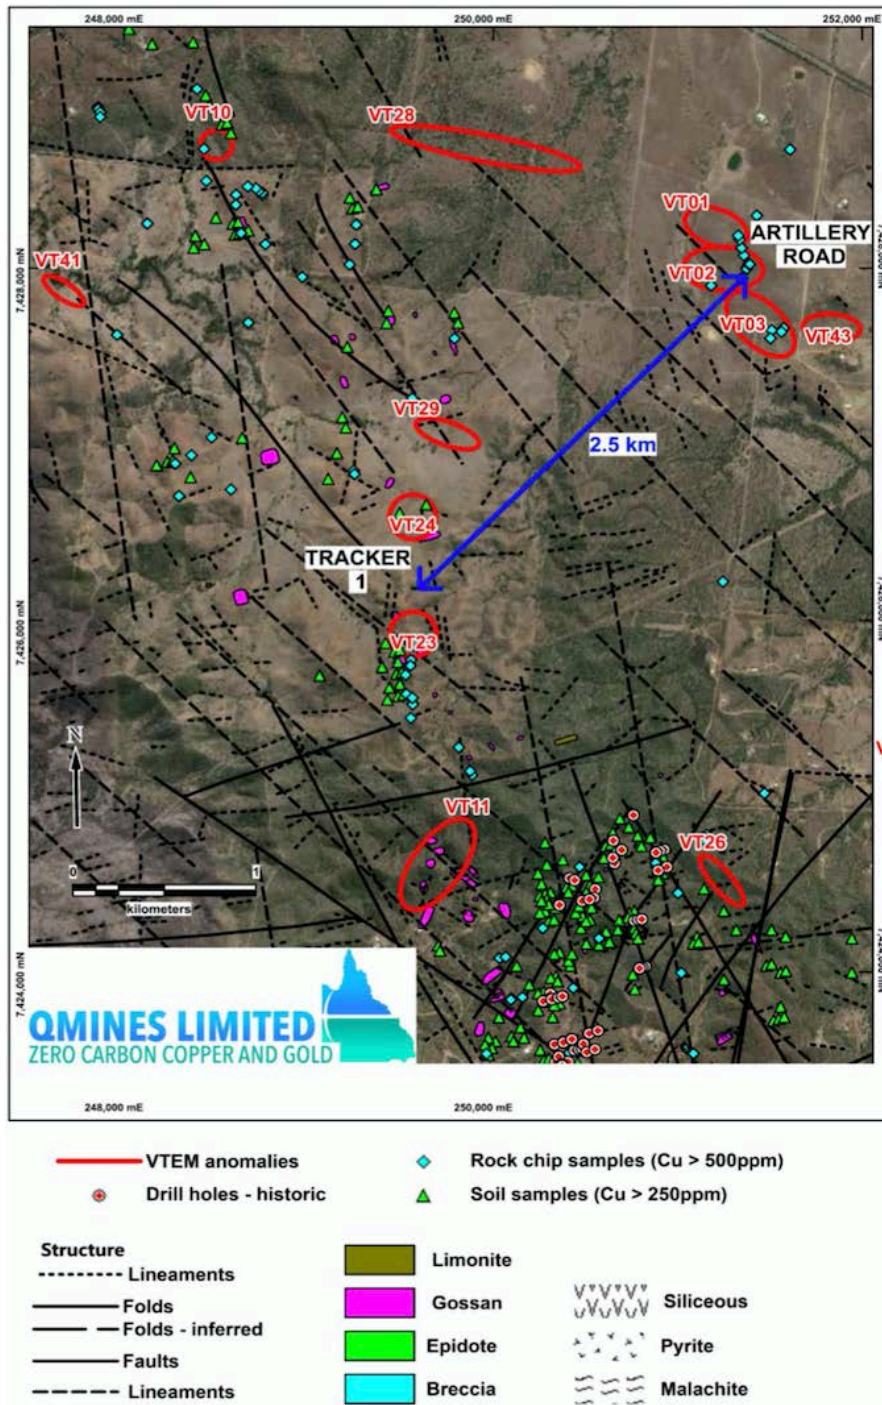 248,000 mE
250,000 mE
252,000 mE
VT10
VT28
VT01
ARTILLERY
ROAD
VT41
VT02
7,428,000 mN
VT03
VT43
VT29
2.5 km
VT24
TRACKER
1
VT23
7,426,000 mN
N
VT11
VT26
0
1
kilometers
7,424,000 mN
QMINES LIMITED
ZERO CARBON COPPER AND GOLD
248,000 mE
250,000 mE
VTEM anomalies
Rock chip samples (Cu > 500ppm)
Drill holes - historic
Soil samples (Cu > 250ppm)
Structure
Lineaments
Folds
Folds - inferred
Faults
Lineaments
Limonite
Gossan
Epidote
Breccia
Siliceous
Pyrite
Malachite